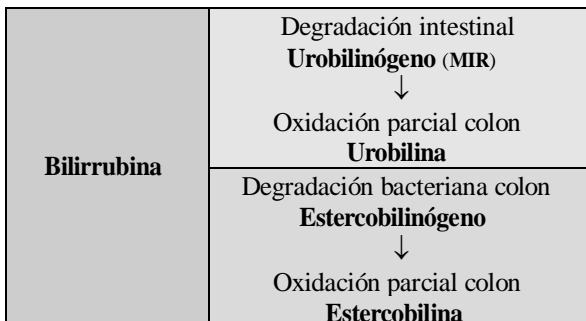 Bilirrubina
Degradación intestinal
Urobilinógeno (MIR)
↓
Oxidación parcial colon
Urobilina
Degradación bacteriana colon
Estercobilinógeno
↓
Oxidación parcial colon
Estercobilina